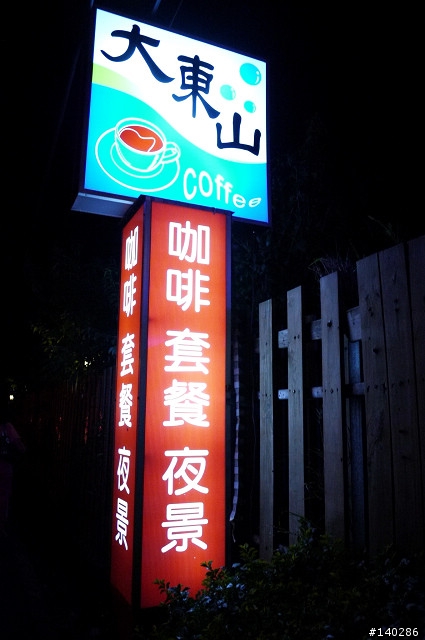 大東山
coffee
咖啡 套餐 夜景
咖啡 套餐 夜景
#140286